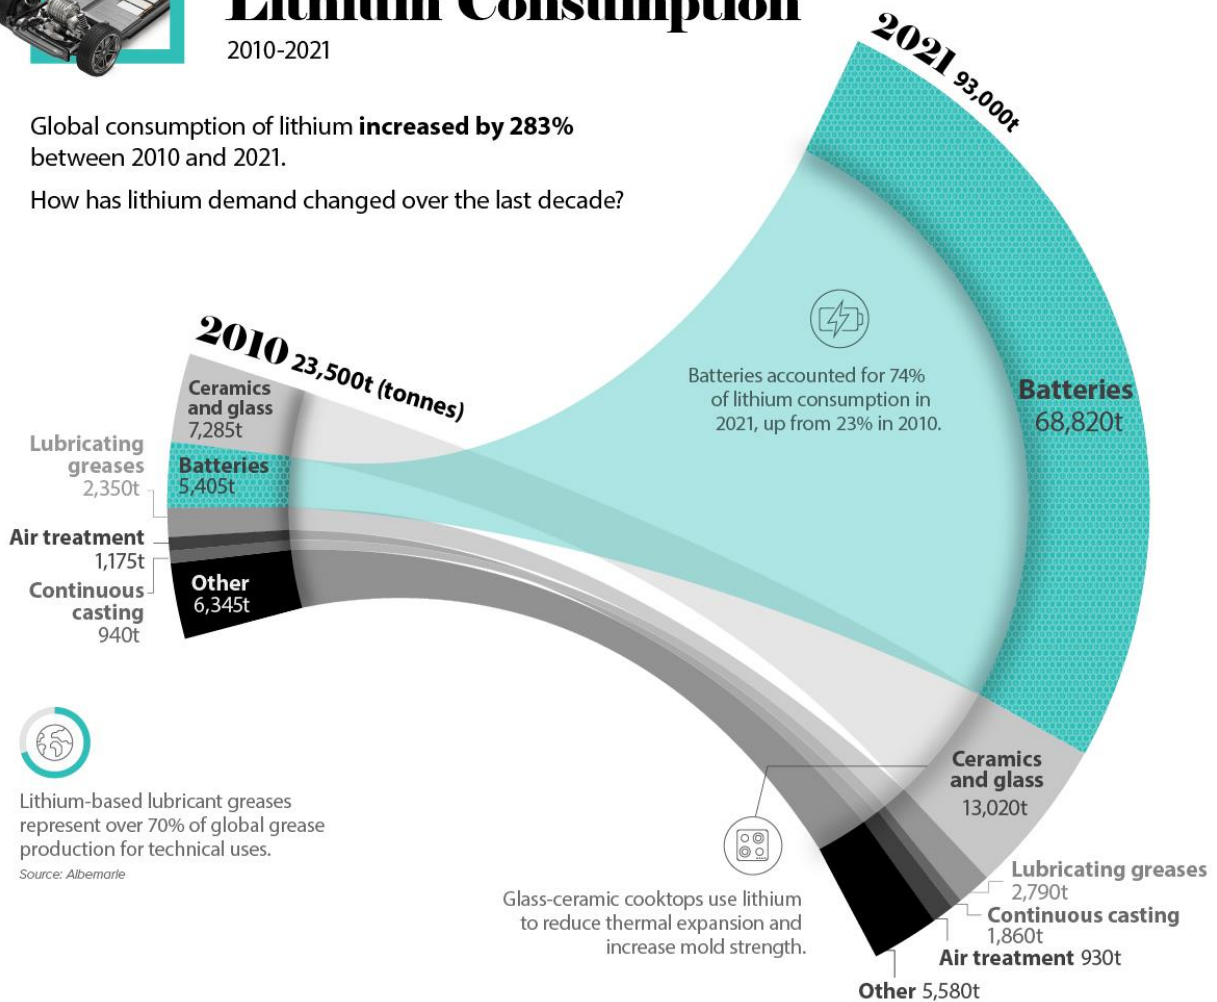 Lithium Consumption
2010-2021
Global consumption of lithium increased by 283%
between 2010 and 2021.
How has lithium demand changed over the last decade?
2021 93,000t
2010 23,500t (tonnes)
Ceramics
and glass
7,285t
Lubricating
greases
2,350t
Batteries
5,405t
Air treatment
1,175t
Continuous
casting
940t
Other
6,345t
Batteries accounted for 74%
of lithium consumption in
2021, up from 23% in 2010.
Batteries
68,820t
Ceramics
and glass
13,020t
Lithium-based lubricant greases
represent over 70% of global grease
production for technical uses.
Source: Albemarle
Glass-ceramic cooktops use lithium
to reduce thermal expansion and
increase mold strength.
Lubricating greases
2,790t
Continuous casting
1,860t
Air treatment 930t
Other 5,580t